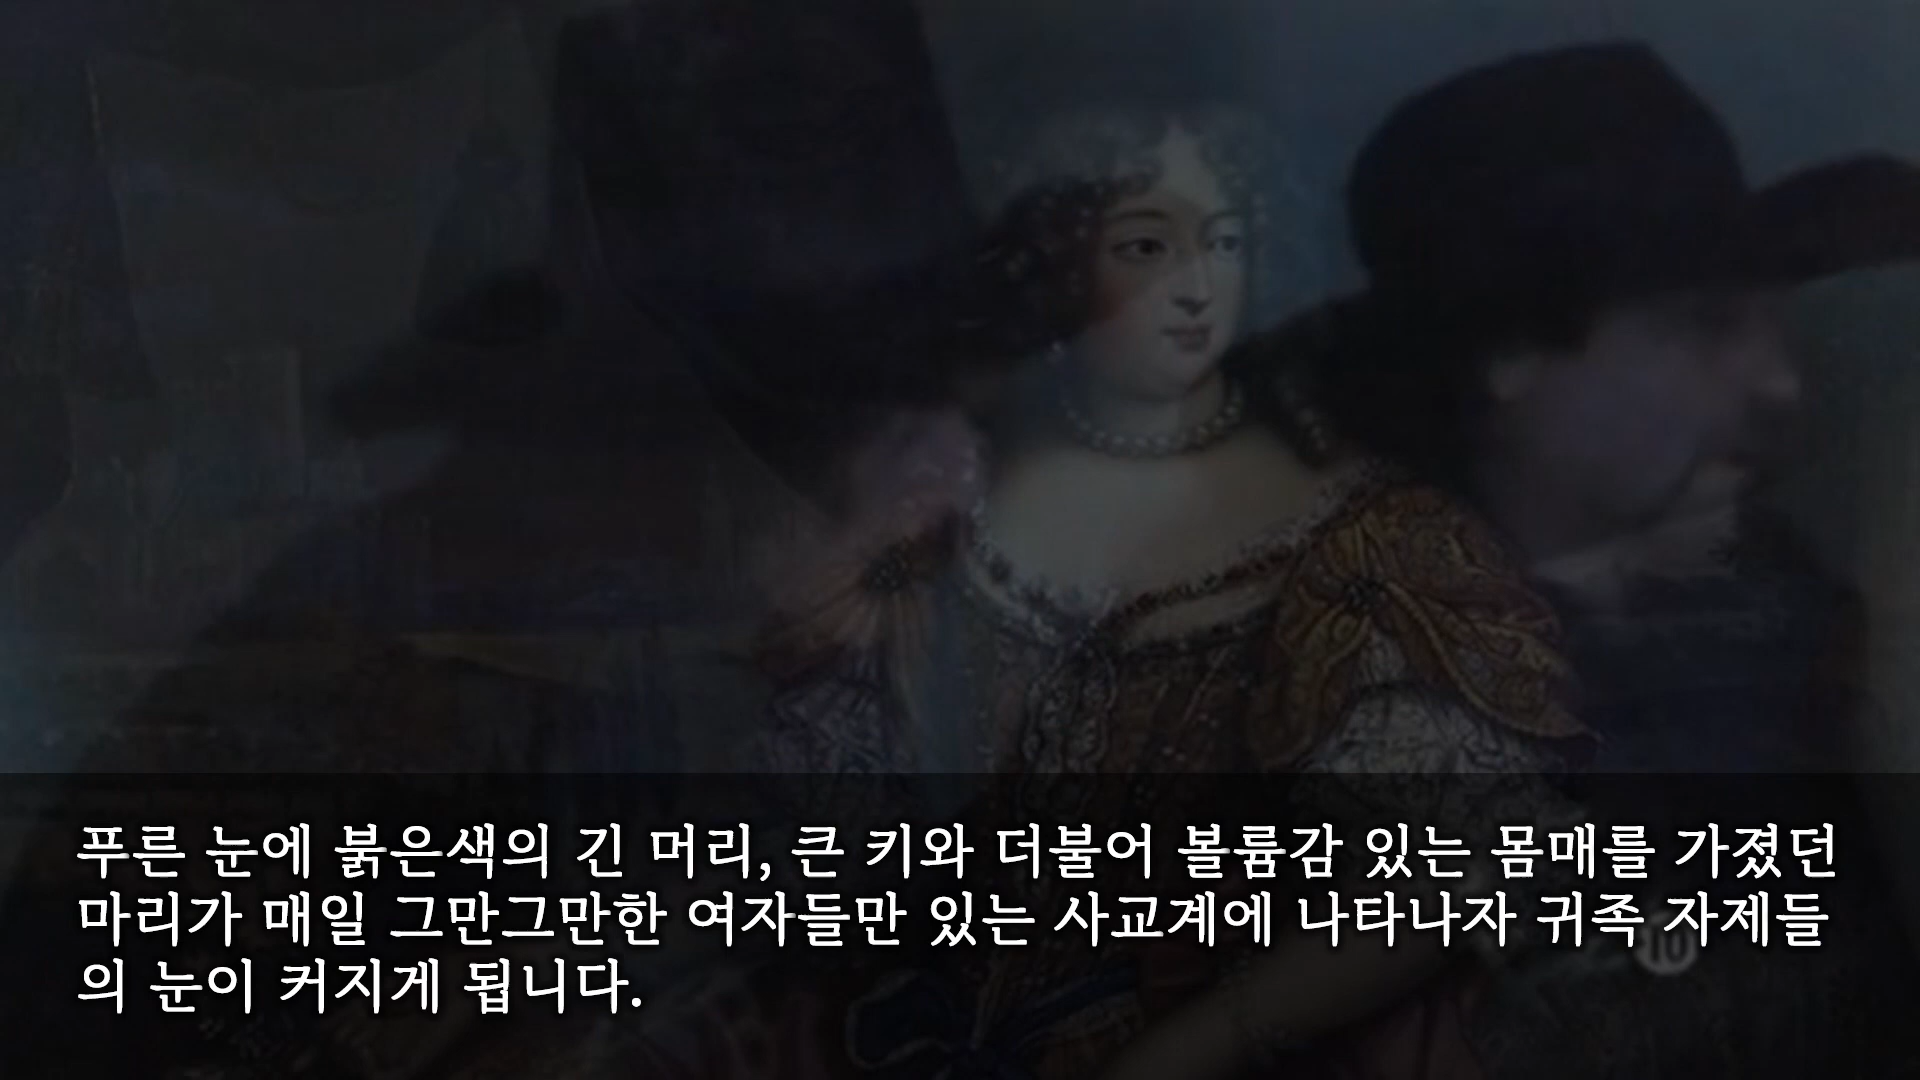 푸른 눈에 붉은색의 긴 머리, 큰 키와 더불어 볼륨감 있는 몸매를 가졌던
마리가 매일 그만그만한 여자들만 있는 사교계에 나타나자 귀족 자제들
의 눈이 커지게 됩니다.
10